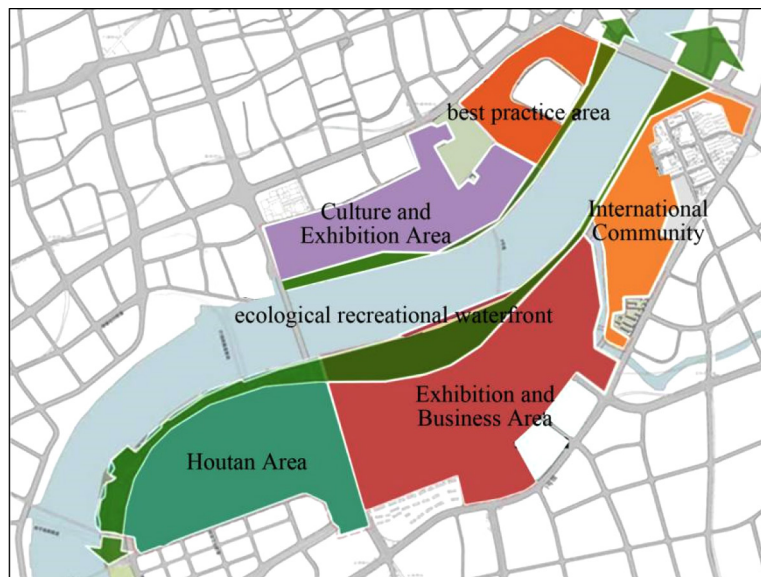 best practice area
Culture and
Exhibition Area
International
Community
ecological recreational waterfront
Exhibition and
Business Area
Houtan Area